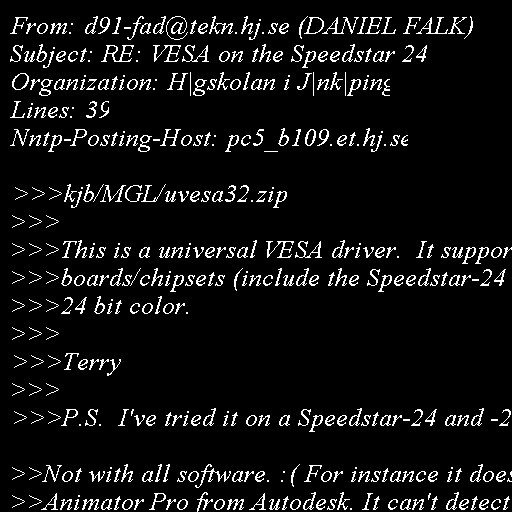 From: d91-fad@tekn.hj.se (DANIEL FALK)
Subject: RE: VESA on the Speedstar 24
Organization: H|gskolan i J|nk|ping
Lines: 39
Nntp-Posting-Host: pc5_b109.et.hj.se

>>>kjb/MGL/uvesa32.zip
>>>
>>>This is a universal VESA driver.  It suppor
>>>boards/chipsets (include the Speedstar-24
>>>24 bit color.
>>>
>>>Terry
>>>
>>>P.S.  I've tried it on a Speedstar-24 and -2

>>Not with all software. :( For instance it does
>>Animator Pro from Autodesk. It can't detect